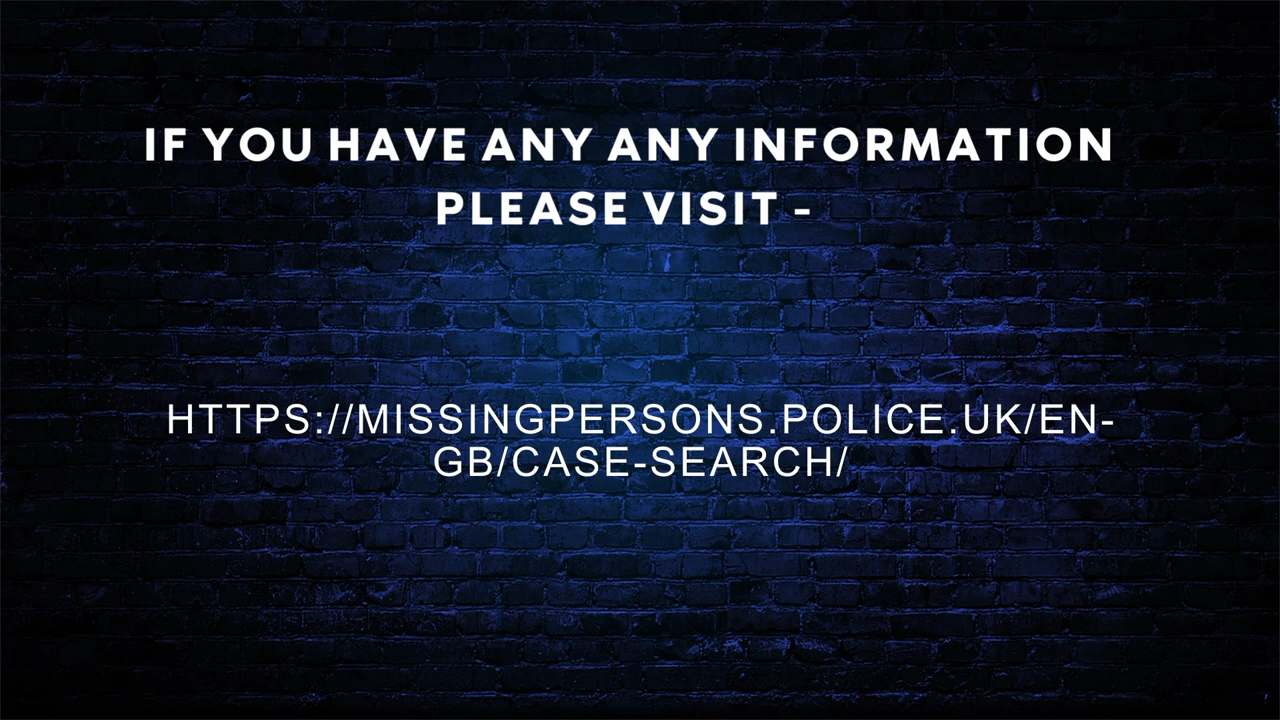 IF YOU HAVE ANY ANY INFORMATION
PLEASE VISIT -
HTTPS://MISSINGPERSONS.POLICE.UK/EN-
GB/CASE-SEARCH/